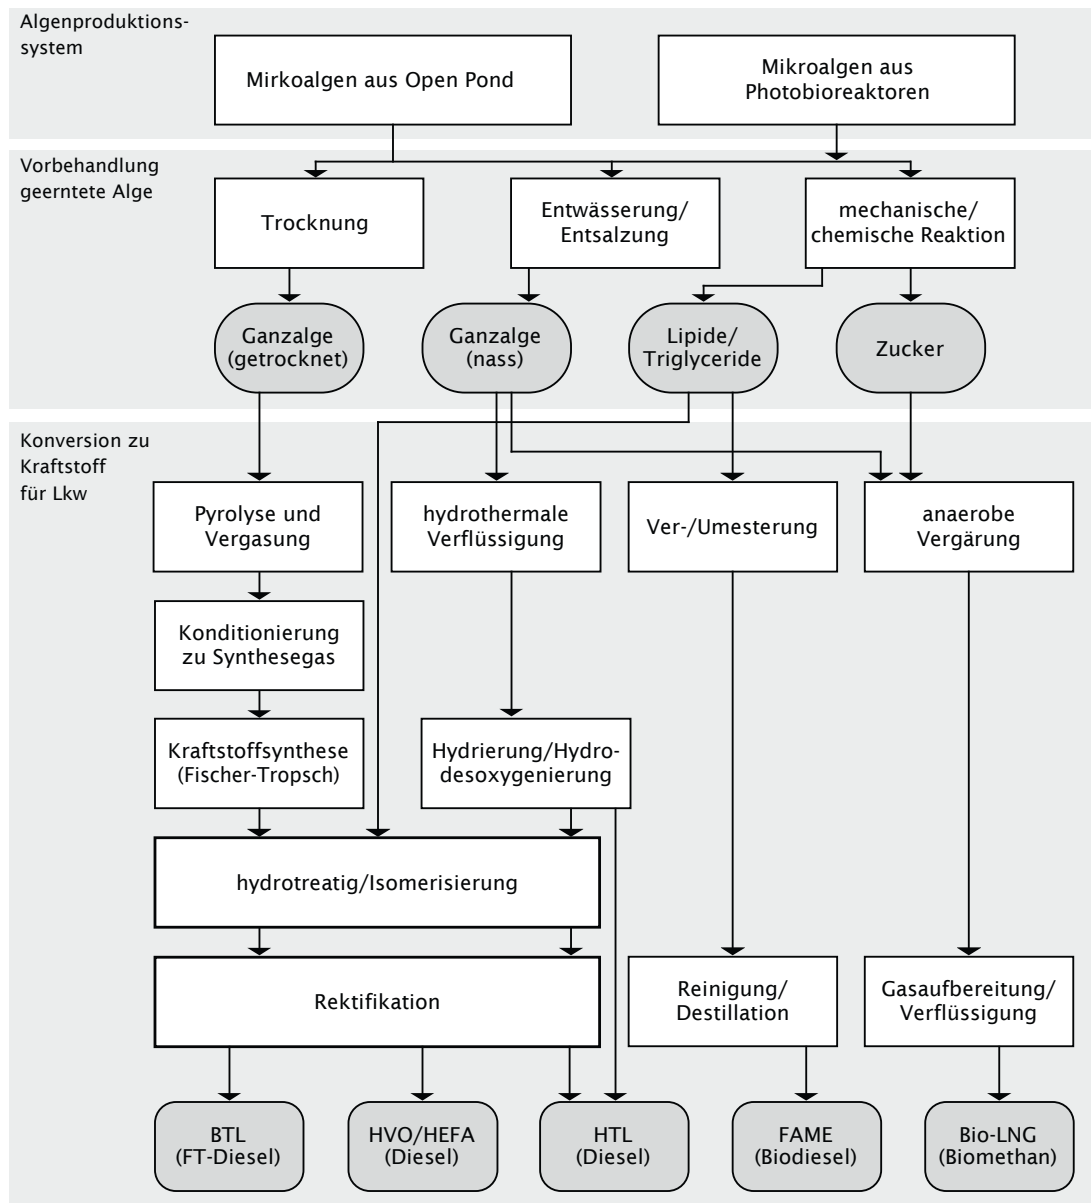 Algenproduktions-
system
Mirkoalgen aus Open Pond
Mikroalgen aus
Photobioreaktoren
Vorbehandlung
geerntete Alge
Trocknung
Entwässerung/
Entsalzung
mechanische/
chemische Reaktion
Ganzalge
(getrocknet)
Ganzalge
(nass)
Lipide/
Triglyceride
Zucker
Konversion zu
Kraftstoff
für Lkw
Pyrolyse und
Vergasung
hydrothermale
Verflüssigung
Ver-/Umesterung
anaerobe
Vergärung
Konditionierung
zu Synthesegas
Kraftstoffsynthese
(Fischer-Tropsch)
Hydrierung/Hydro-
desoxygenierung
hydrotreatig/Isomerisierung
Rektifikation
Reinigung/
Destillation
Gasaufbereitung/
Verflüssigung
BTL
(FT-Diesel)
HVO/HEFA
(Diesel)
HTL
(Diesel)
FAME
(Biodiesel)
Bio-LNG
(Biomethan)